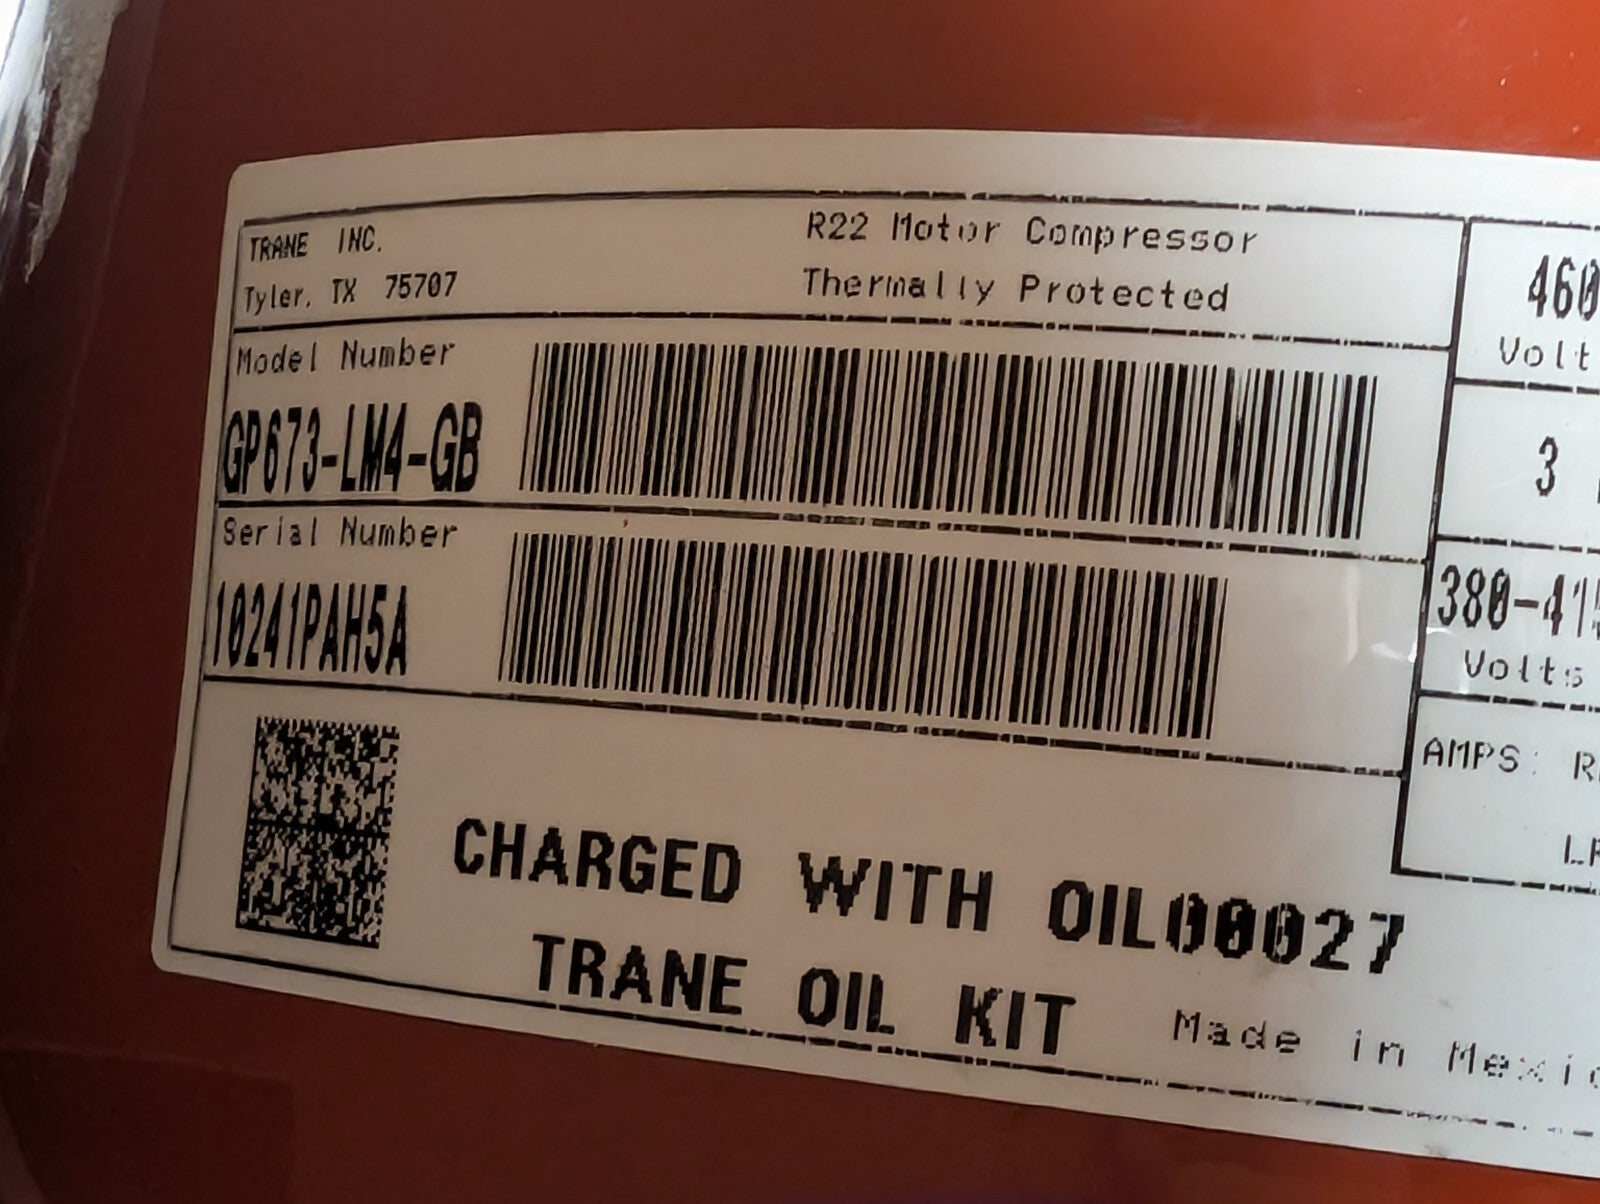 TRANE INC.
Tyler, TX 75707
R22 Motor Compressor
Thermally Protected
Model Number
GP673-LM4-GB
Serial Number
10241PAH5A
CHARGED WITH OIL00027
TRANE OIL KIT
Made in
460
Volt
3
380-41
Volts
AMPS: